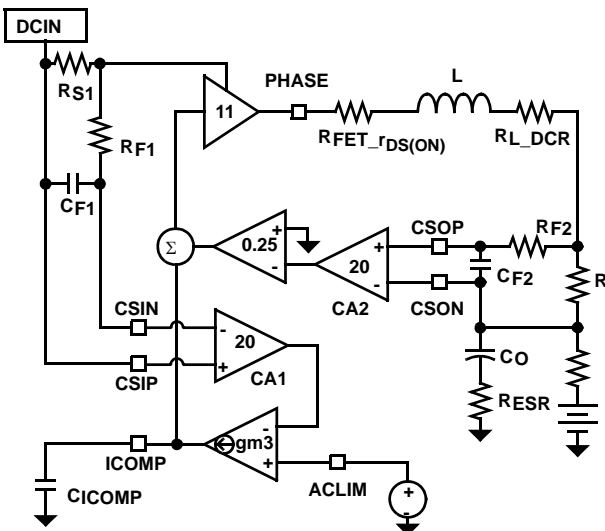 DCIN
RS1
RF1
CF1
11
PHASE
RFET_rDS(ON)
L
RL_DCR
Σ
0.25
+
-
CSOP
CSON
+
-
20
CA2
RF2
CF2
R
CSIN
CSIP
-
+
20
CA1
CO
RESR
ICOMP
CICOMP
gm3
-
+
ACLIM
+
-